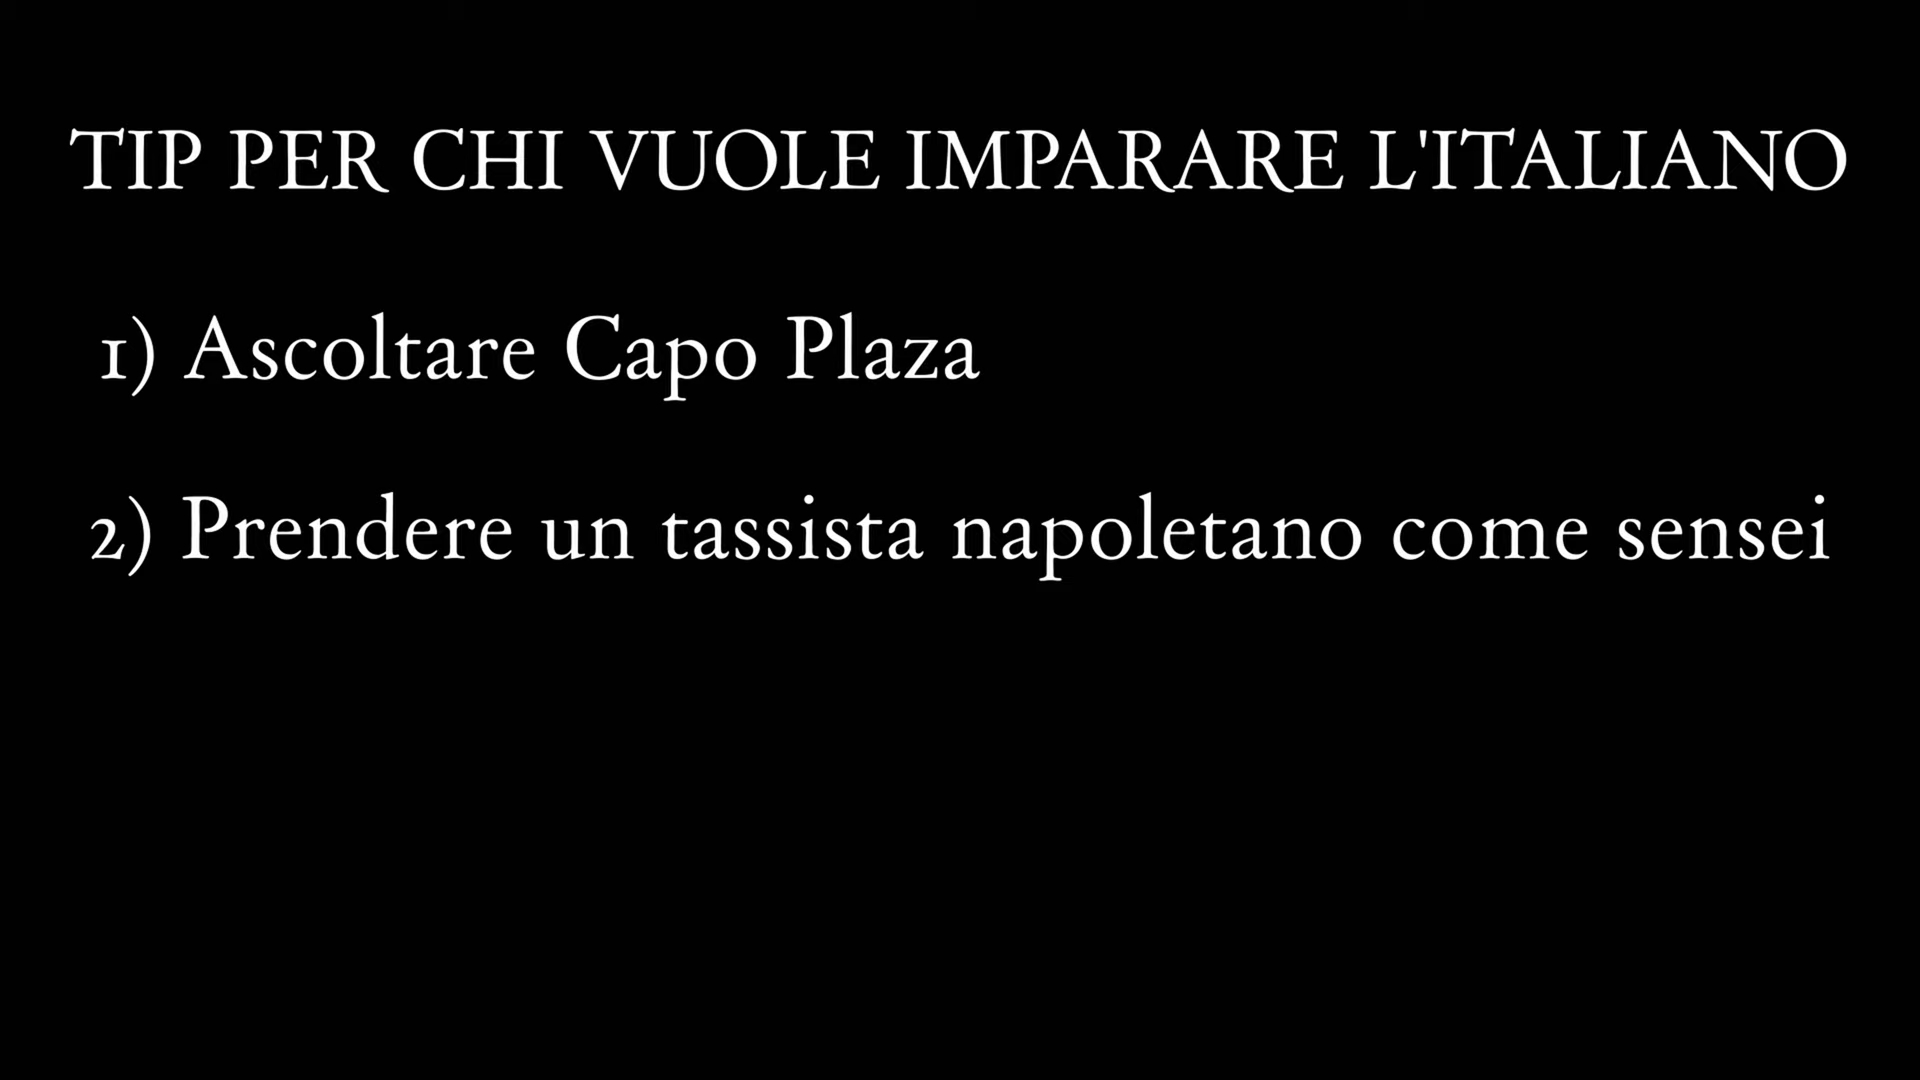 TIP PER CHI VUOLE IMPARARE L'ITALIANO
1) Ascoltare Capo Plaza
2) Prendere un tassista napoletano come sensei